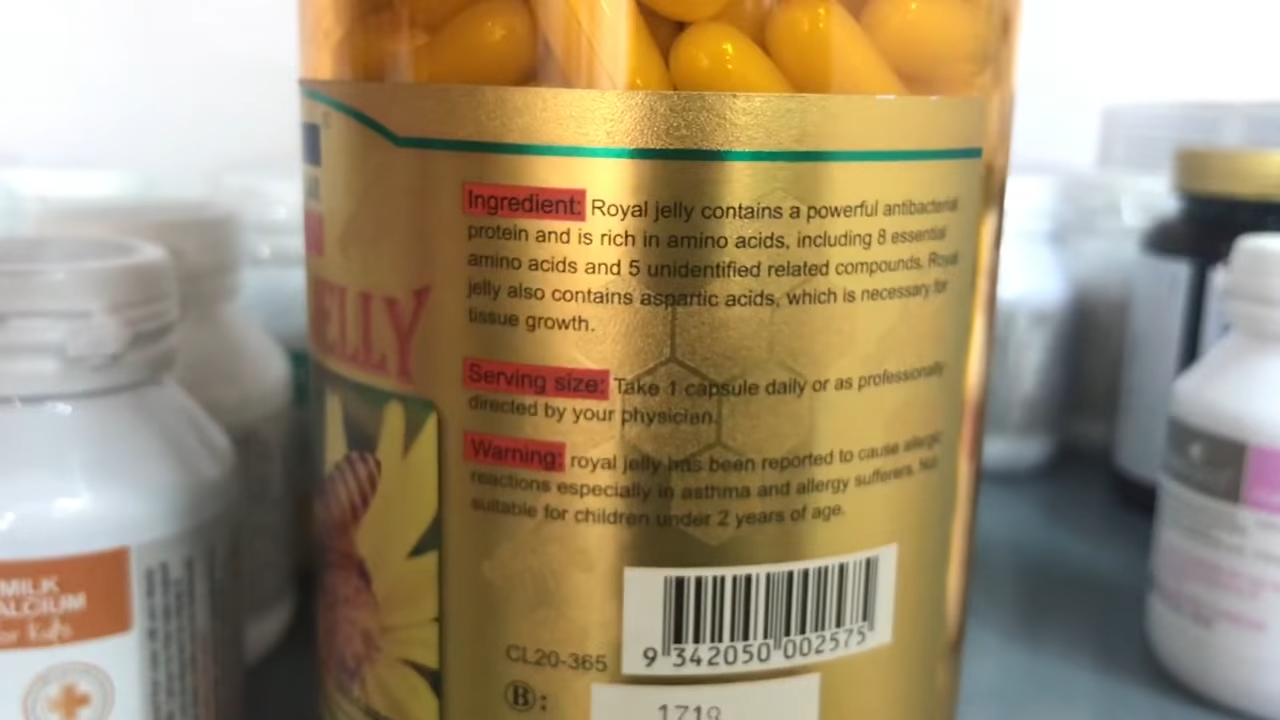 ELLY
Ingredient: Royal jelly contains a powerful antibacterial
protein and is rich in amino acids, including 8 essential
amino acids and 5 unidentified related compounds. Royal
jelly also contains aspartic acids, which is necessary for
tissue growth.
Serving size: Take 1 capsule daily or as professionally
directed by your physician.
Warning: royal jelly has been reported to cause allergic
reactions especially in asthma and allergy sufferers. Not
suitable for children under 2 years of age.
9 342050 002575
CL20-365
B:
1719
MILK
ALCIUM
for Kids